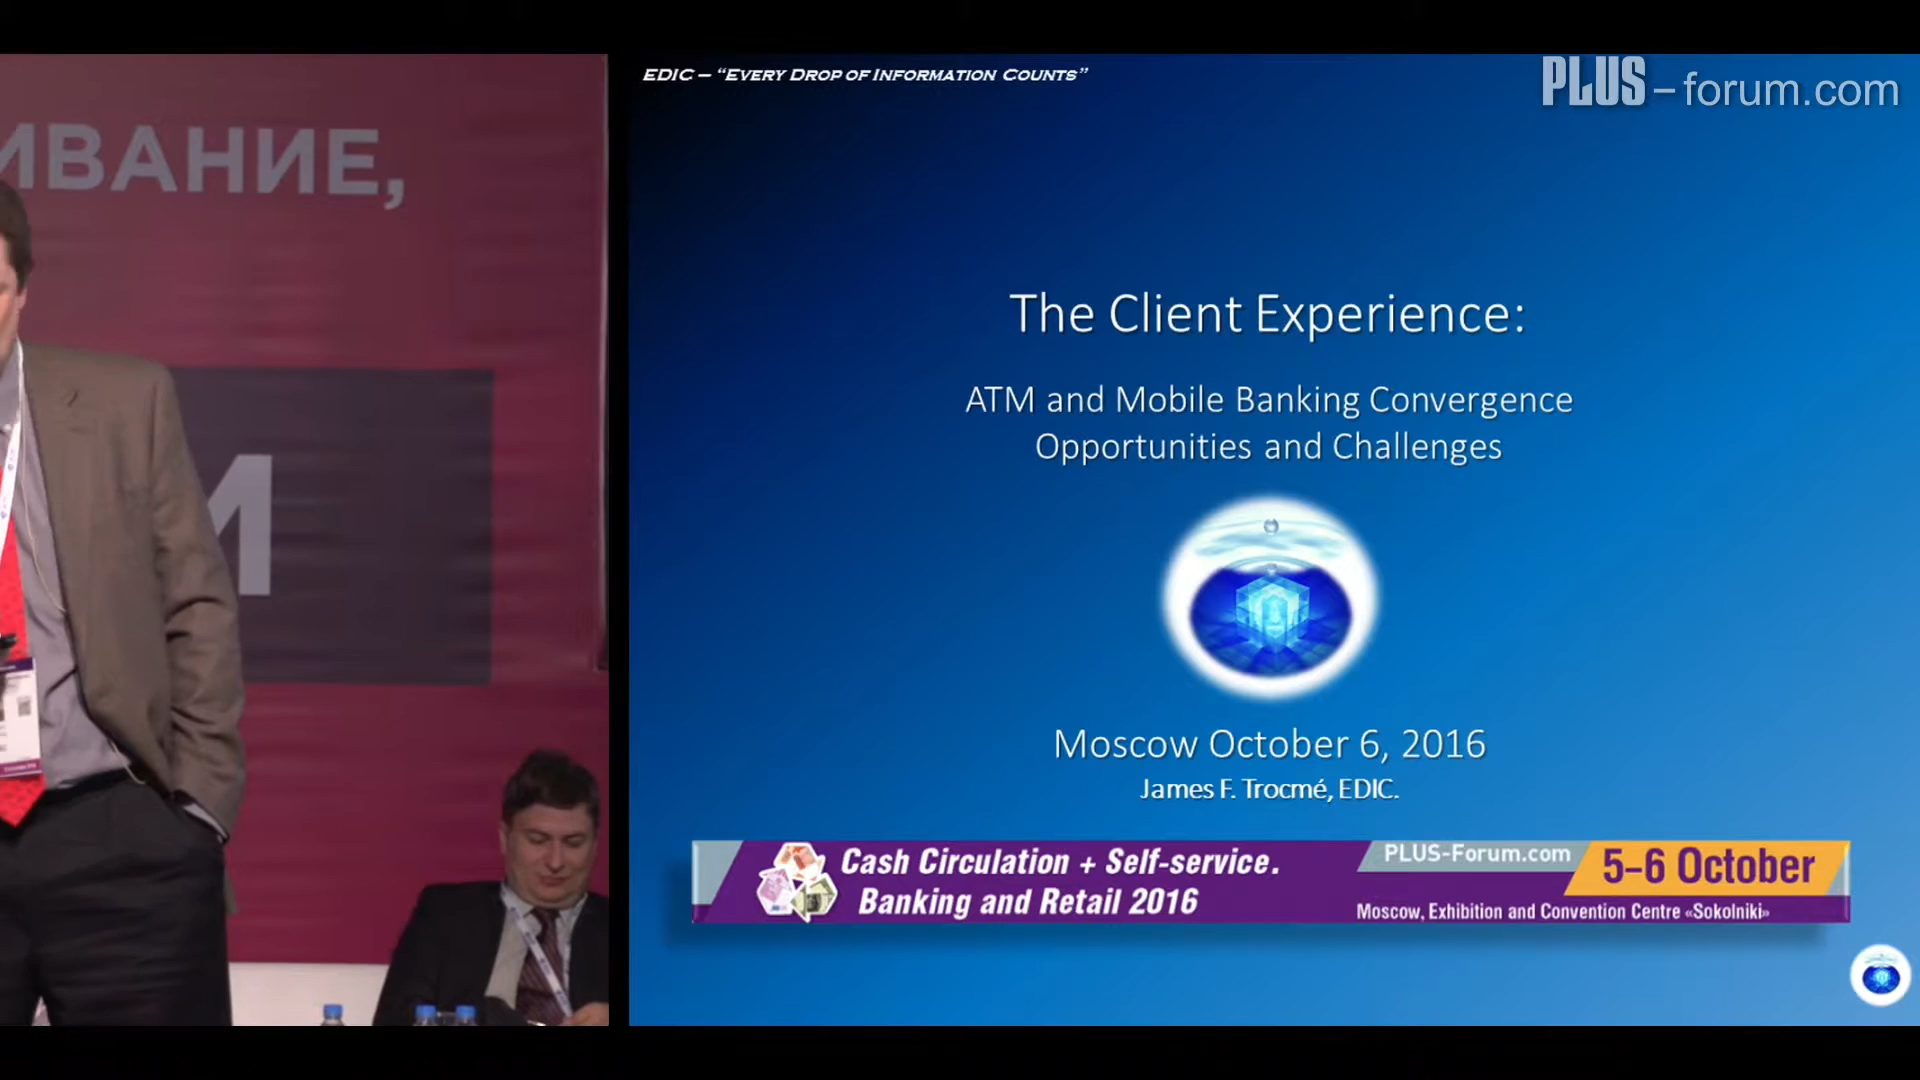 ИВАНИЕ,
М
EDIC – “EVERY DROP OF INFORMATION COUNTS”
PLUS – forum.com
The Client Experience:
ATM and Mobile Banking Convergence
Opportunities and Challenges
Moscow October 6, 2016
James F. Trocmé, EDIC.
Cash Circulation + Self-service.
Banking and Retail 2016
PLUS-Forum.com
5–6 October
Moscow, Exhibition and Convention Centre «Sokolniki»